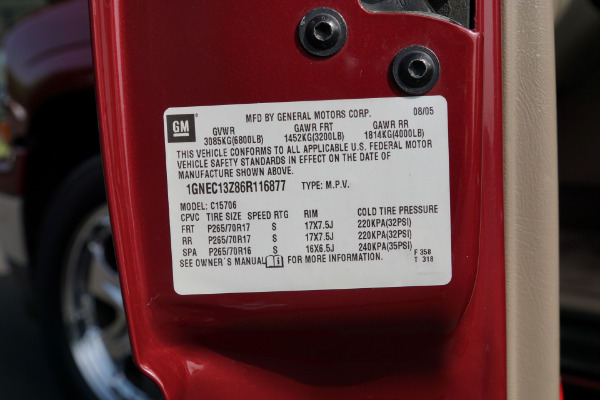 MFD BY GENERAL MOTORS CORP. 08/05
GM
GVWR GAWR FRT GAWR RR
3085KG(6800LB) 1452KG(3200LB) 1814KG(4000LB)
THIS VEHICLE CONFORMS TO ALL APPLICABLE U.S. FEDERAL MOTOR
VEHICLE SAFETY STANDARDS IN EFFECT ON THE DATE OF
MANUFACTURE SHOWN ABOVE.
1GNEC13Z86R116877 TYPE: M.P.V.
MODEL: C15706
CPVC TIRE SIZE SPEED RTG RIM COLD TIRE PRESSURE
FRT P265/70R17 S 17X7.5J 220KPA(32PSI)
RR P265/70R17 S 17X7.5J 220KPA(32PSI)
SPA P265/70R16 S 16X6.5J 240KPA(35PSI)
SEE OWNER'S MANUAL i FOR MORE INFORMATION.
F 358
T 318